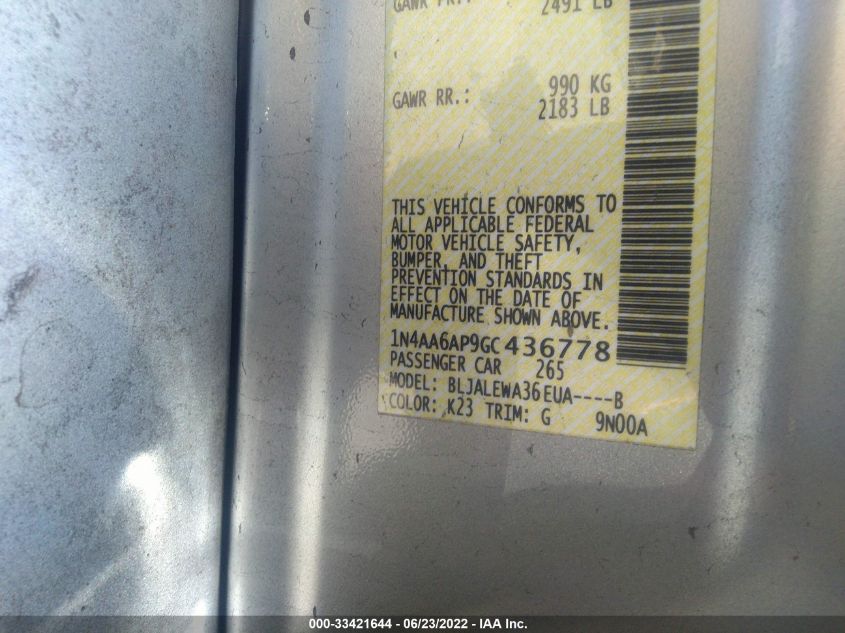 GAWR FR.:
2491 LB
GAWR RR.: 990 KG
2183 LB
THIS VEHICLE CONFORMS TO
ALL APPLICABLE FEDERAL
MOTOR VEHICLE SAFETY,
BUMPER, AND THEFT
PREVENTION STANDARDS IN
EFFECT ON THE DATE OF
MANUFACTURE SHOWN ABOVE.
1N4AA6AP9GC436778
PASSENGER CAR 265
MODEL: BLJALEWA36EUA----B
COLOR: K23 TRIM: G 9N00A
000-33421644 - 06/23/2022 - IAA Inc.